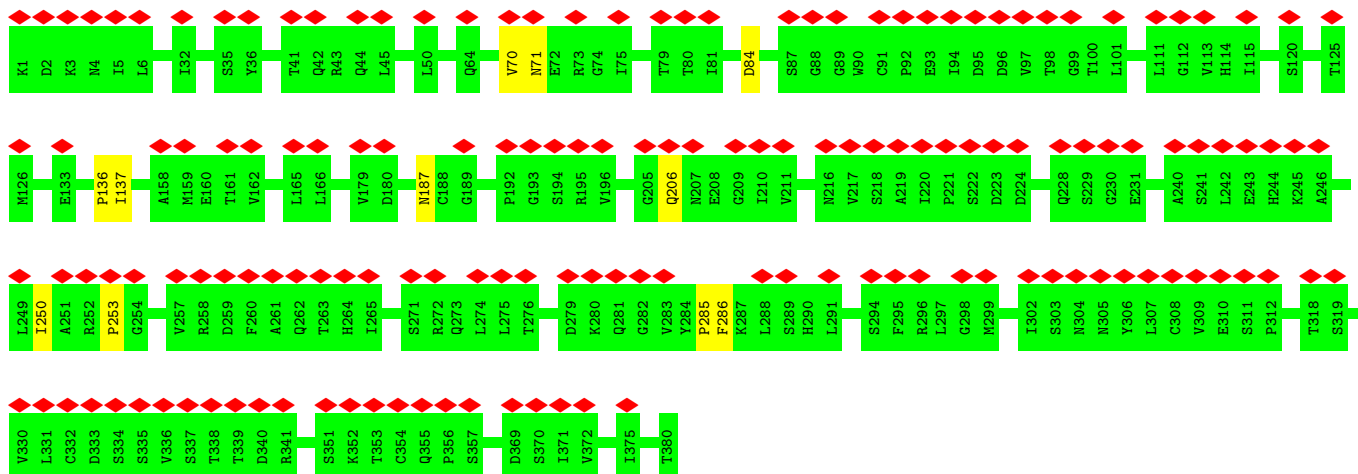 K1 D2 K3 N4 I5 L6 I32 S35 Y36 T41 Q42 R43 Q44 L45 L50 Q64 V70 N71 E72 R73 G74 I75 T79 T80 I81 D84 S87 G88 G89 W90 C91 P92 E93 I94 D95 D96 V97 T98 G99 T100 L101 L111 G112 V113 H114 I115 S120 T125
M126 E133 P136 I137 A158 M159 E160 T161 V162 L165 L166 V179 D180 N187 C188 G189 P192 G193 S194 R195 V196 G205 Q206 N207 E208 G209 I210 V211 N216 V217 S218 A219 I220 P221 S222 D223 D224 Q228 S229 G230 E231 A240 S241 L242 E243 H244 K245 A246
L249 I250 A251 R252 P253 G254 V257 R258 D259 F260 A261 Q262 T263 H264 I265 S271 R272 Q273 L274 L275 T276 D279 K280 Q281 G282 V283 Y284 P285 F286 K287 L288 S289 H290 L291 S294 F295 R296 L297 G298 M299 I302 S303 N304 N305 Y306 L307 C308 V309 E310 S311 P312 T318 S319
V330 L331 C332 D333 S334 S335 V336 S337 T338 T339 D340 R341 S351 K352 T353 C354 Q355 P356 S357 D369 S370 I371 V372 I375 T380